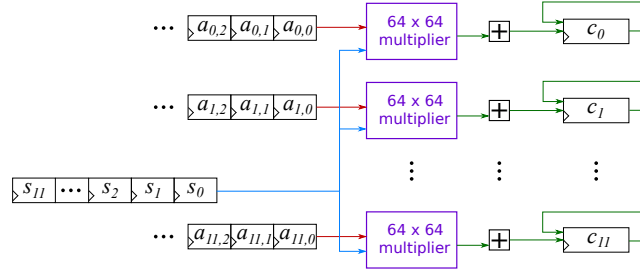 ... a0,2 a0,1 a0,0 64 x 64 multiplier + c0
... a1,2 a1,1 a1,0 64 x 64 multiplier + c1
s11 ... s2 s1 s0
... a11,2 a11,1 a11,0 64 x 64 multiplier + c11